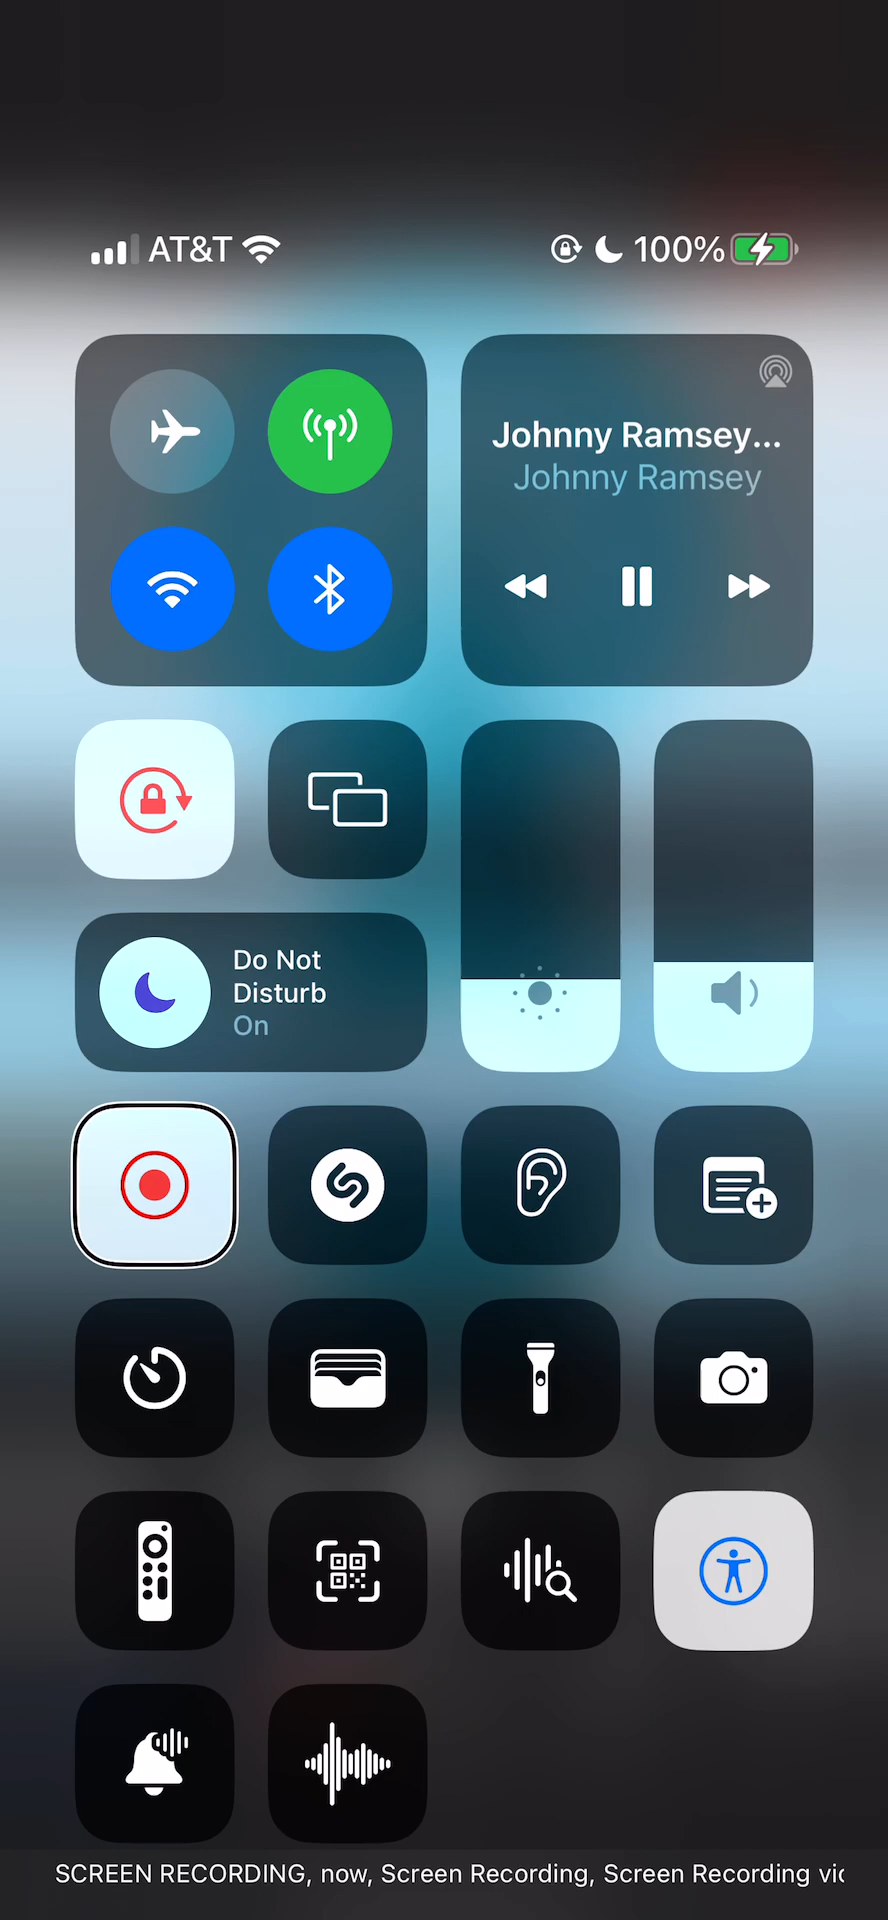 AT&T 100%
Johnny Ramsey...
Johnny Ramsey
Do Not
Disturb
On
SCREEN RECORDING, now, Screen Recording, Screen Recording